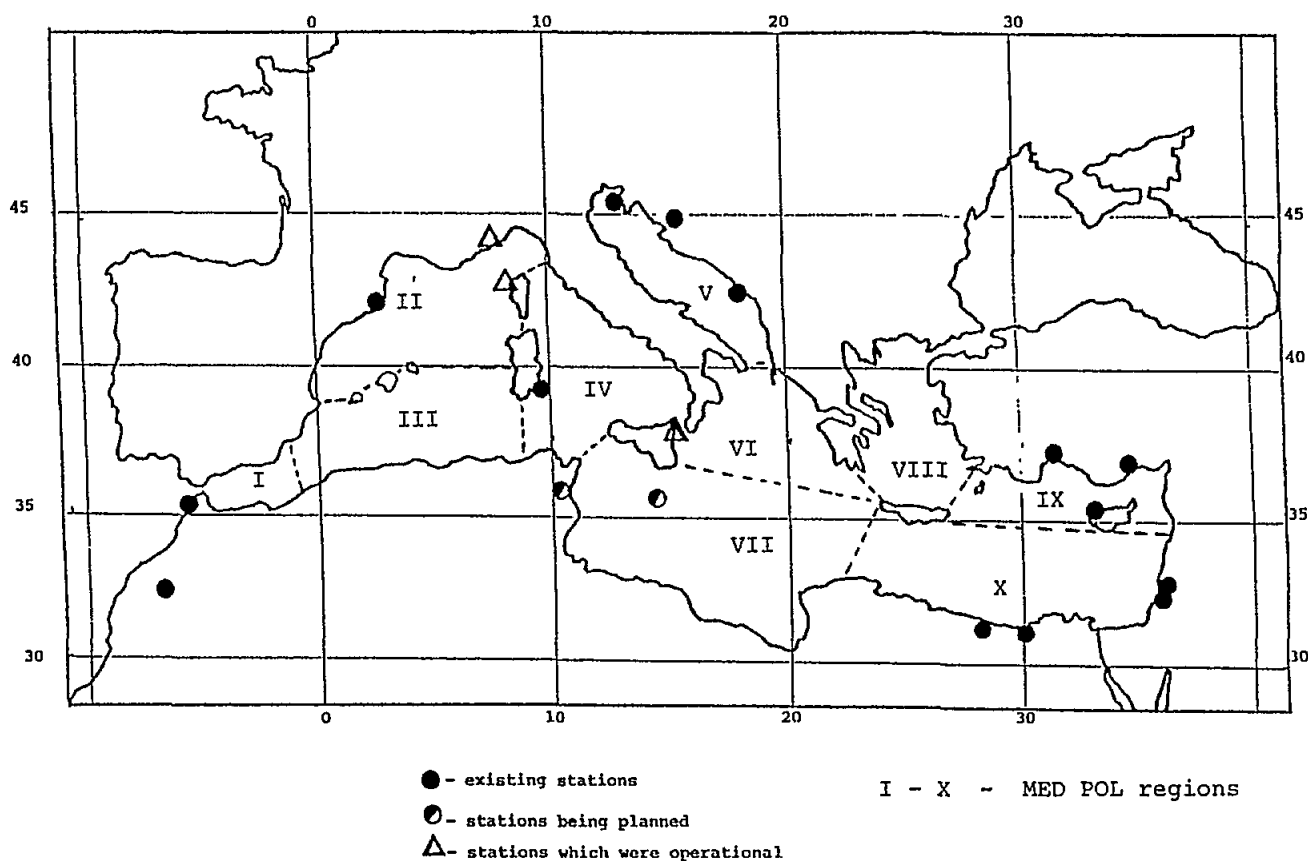 0 10 20 30
45 45
V
II
40 40
IV
III
VI
VIII
I
IX
35 35
VII
X
30 30
0 10 20 30
- existing stations
I - X - MED POL regions
- stations being planned
- stations which were operational